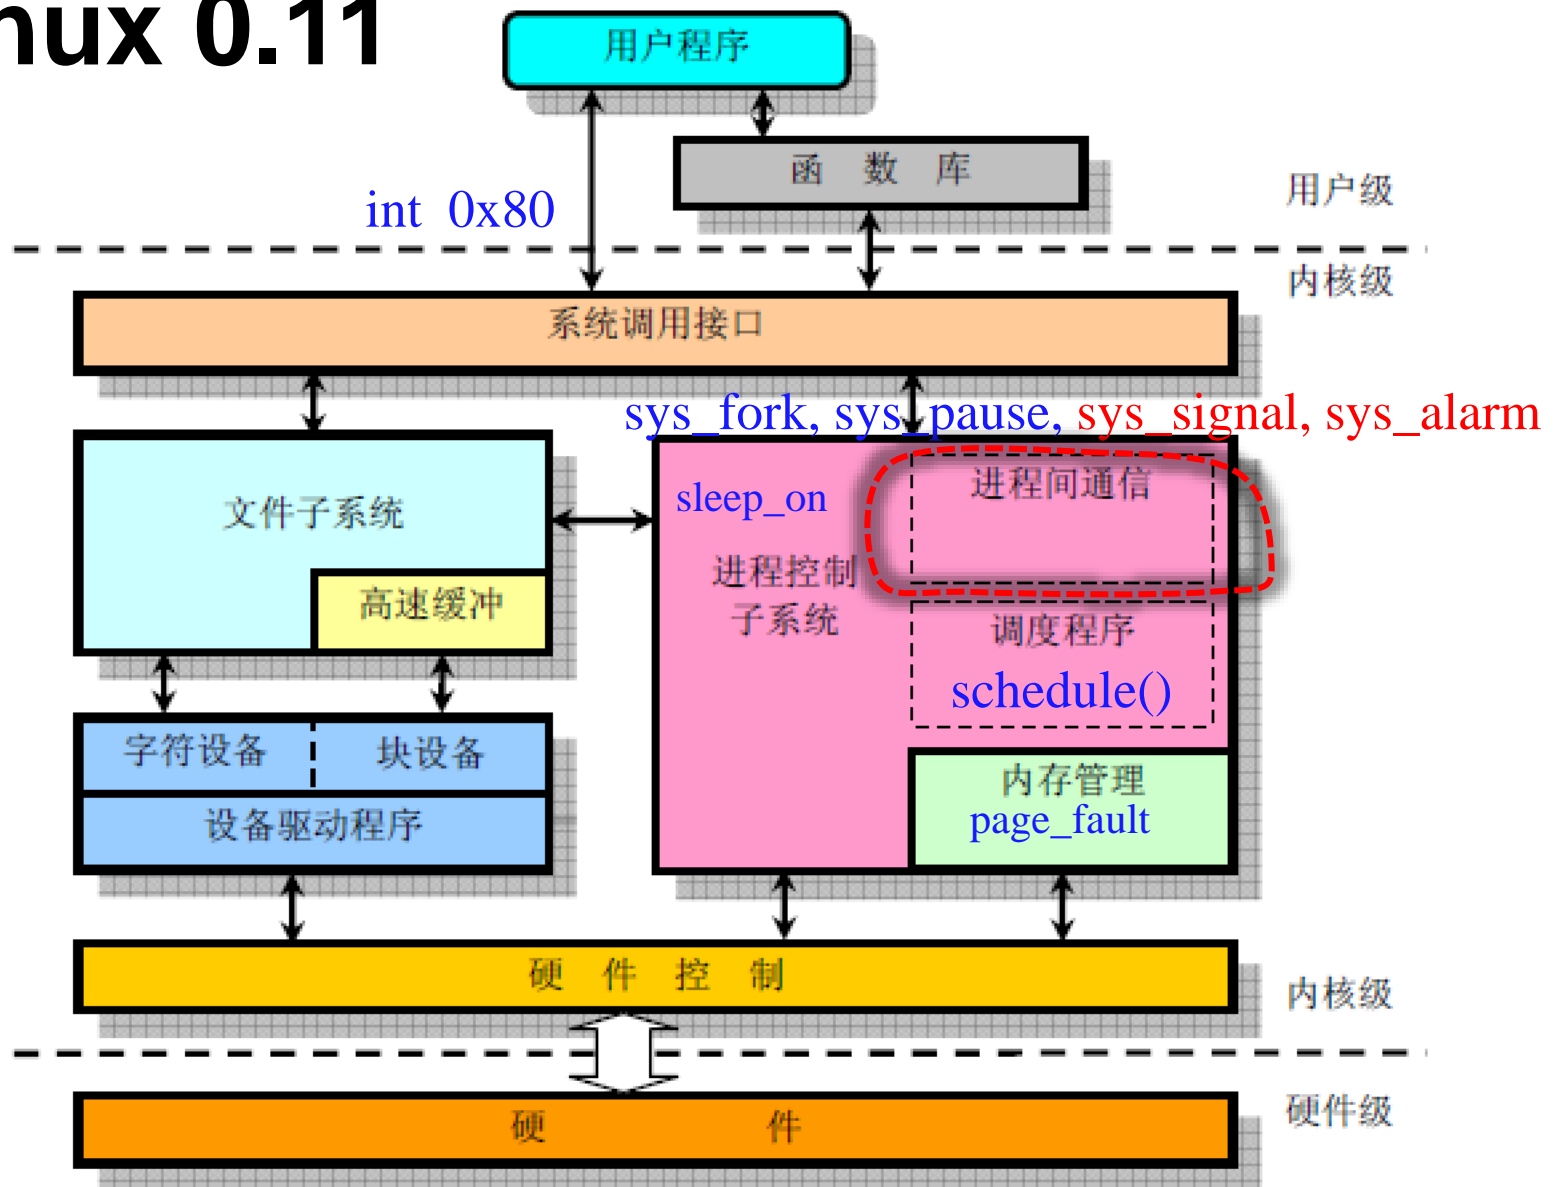 nux 0.11
用户程序
函 数 库
int 0x80
用户级
内核级
系统调用接口
sys_fork, sys_pause, sys_signal, sys_alarm
进程间通信
sleep_on
文件子系统
进程控制
子系统
高速缓冲
调度程序
schedule()
字符设备
块设备
内存管理
page_fault
设备驱动程序
硬 件 控 制
内核级
硬 件
硬件级